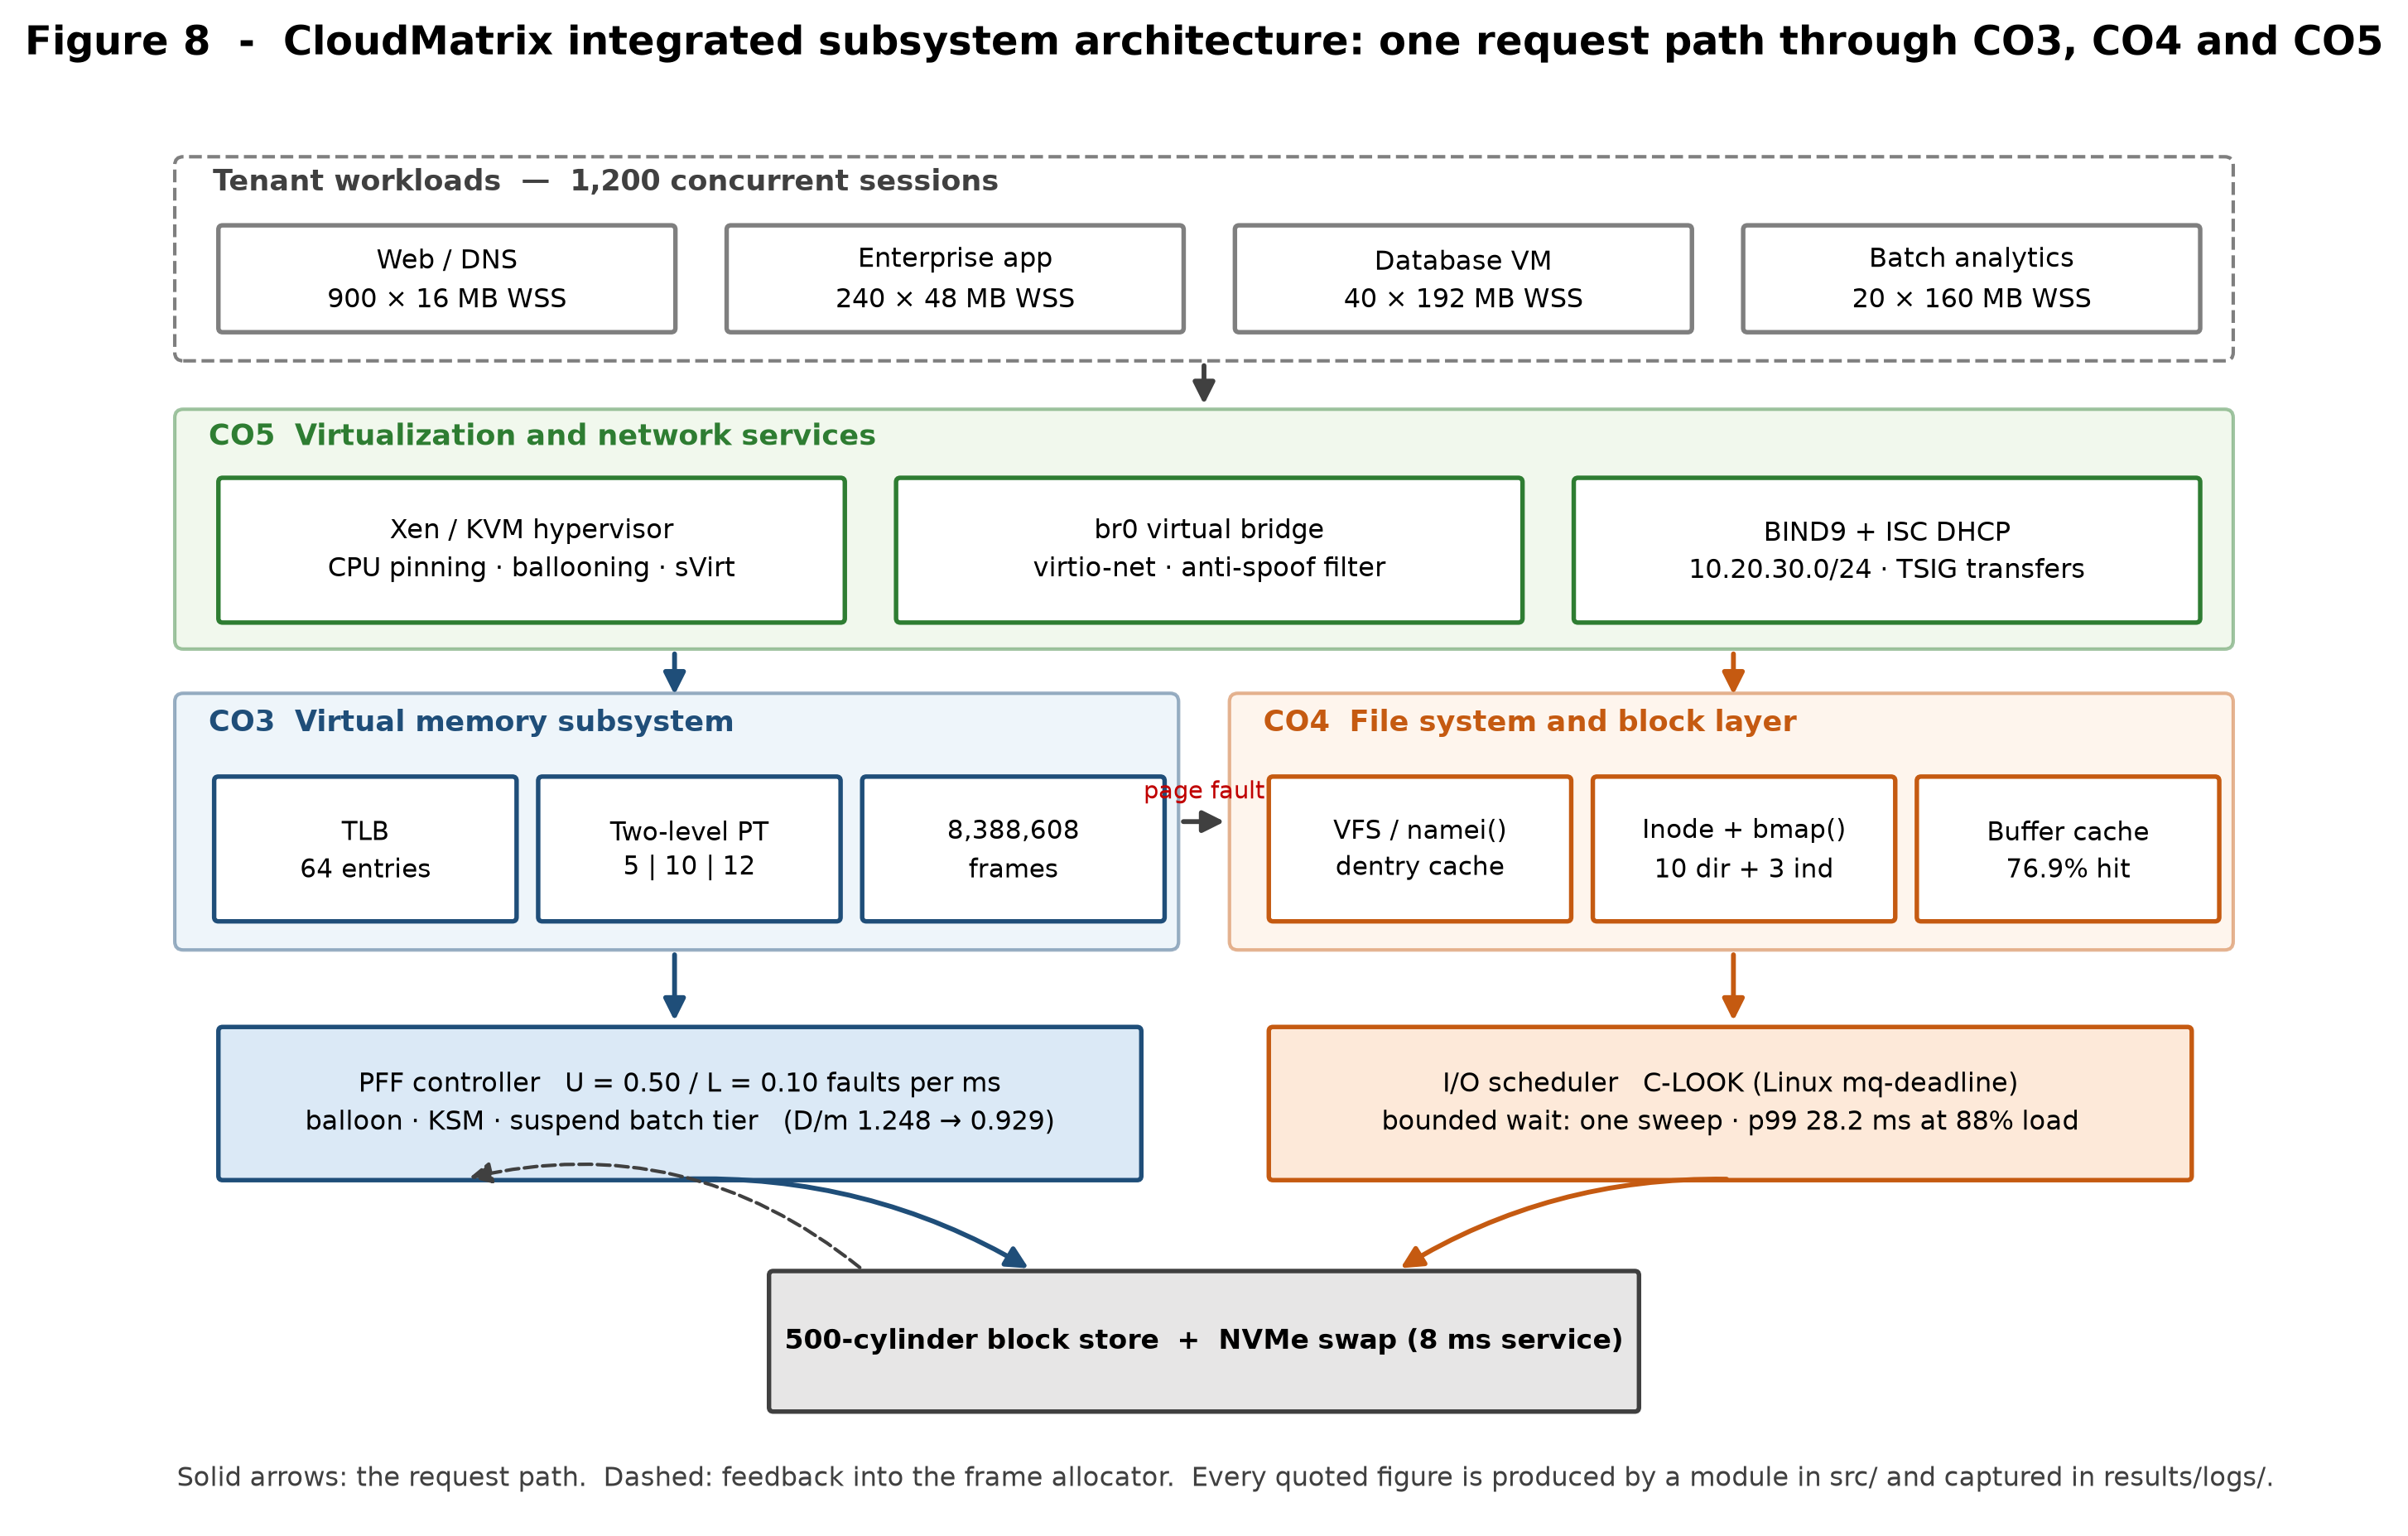 Figure 8 - CloudMatrix integrated subsystem architecture: one request path through CO3, CO4 and CO5
Tenant workloads — 1,200 concurrent sessions
Web / DNS
900 × 16 MB WSS
Enterprise app
240 × 48 MB WSS
Database VM
40 × 192 MB WSS
Batch analytics
20 × 160 MB WSS
CO5 Virtualization and network services
Xen / KVM hypervisor
CPU pinning · ballooning · sVirt
br0 virtual bridge
virtio-net · anti-spoof filter
BIND9 + ISC DHCP
10.20.30.0/24 · TSIG transfers
CO3 Virtual memory subsystem
TLB
64 entries
Two-level PT
5 | 10 | 12
8,388,608
frames
page fault
CO4 File system and block layer
VFS / namei()
dentry cache
Inode + bmap()
10 dir + 3 ind
Buffer cache
76.9% hit
PFF controller U = 0.50 / L = 0.10 faults per ms
balloon · KSM · suspend batch tier (D/m 1.248 → 0.929)
I/O scheduler C-LOOK (Linux mq-deadline)
bounded wait: one sweep · p99 28.2 ms at 88% load
500-cylinder block store + NVMe swap (8 ms service)
Solid arrows: the request path. Dashed: feedback into the frame allocator. Every quoted figure is produced by a module in src/ and captured in results/logs/.